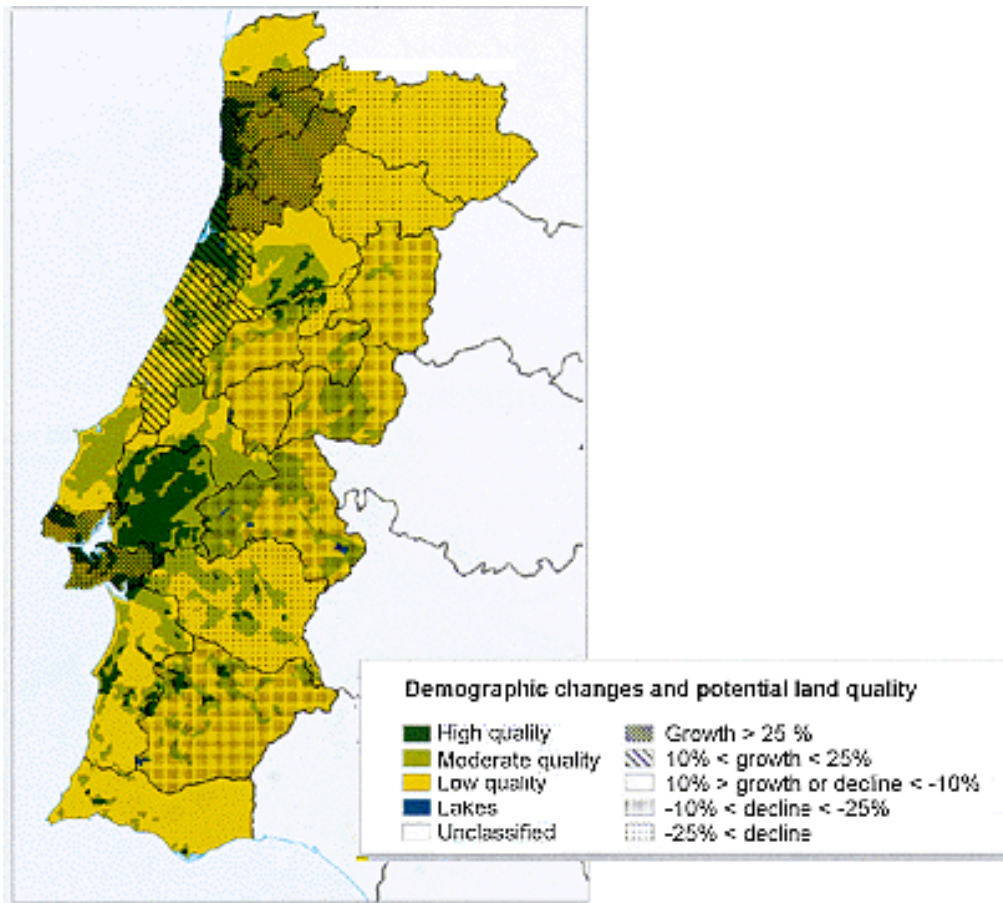 Demographic changes and potential land quality
High quality
Moderate quality
Low quality
Lakes
Unclassified
Growth > 25 %
10% < growth < 25%
10% > growth or decline < -10%
-10% < decline < -25%
-25% < decline